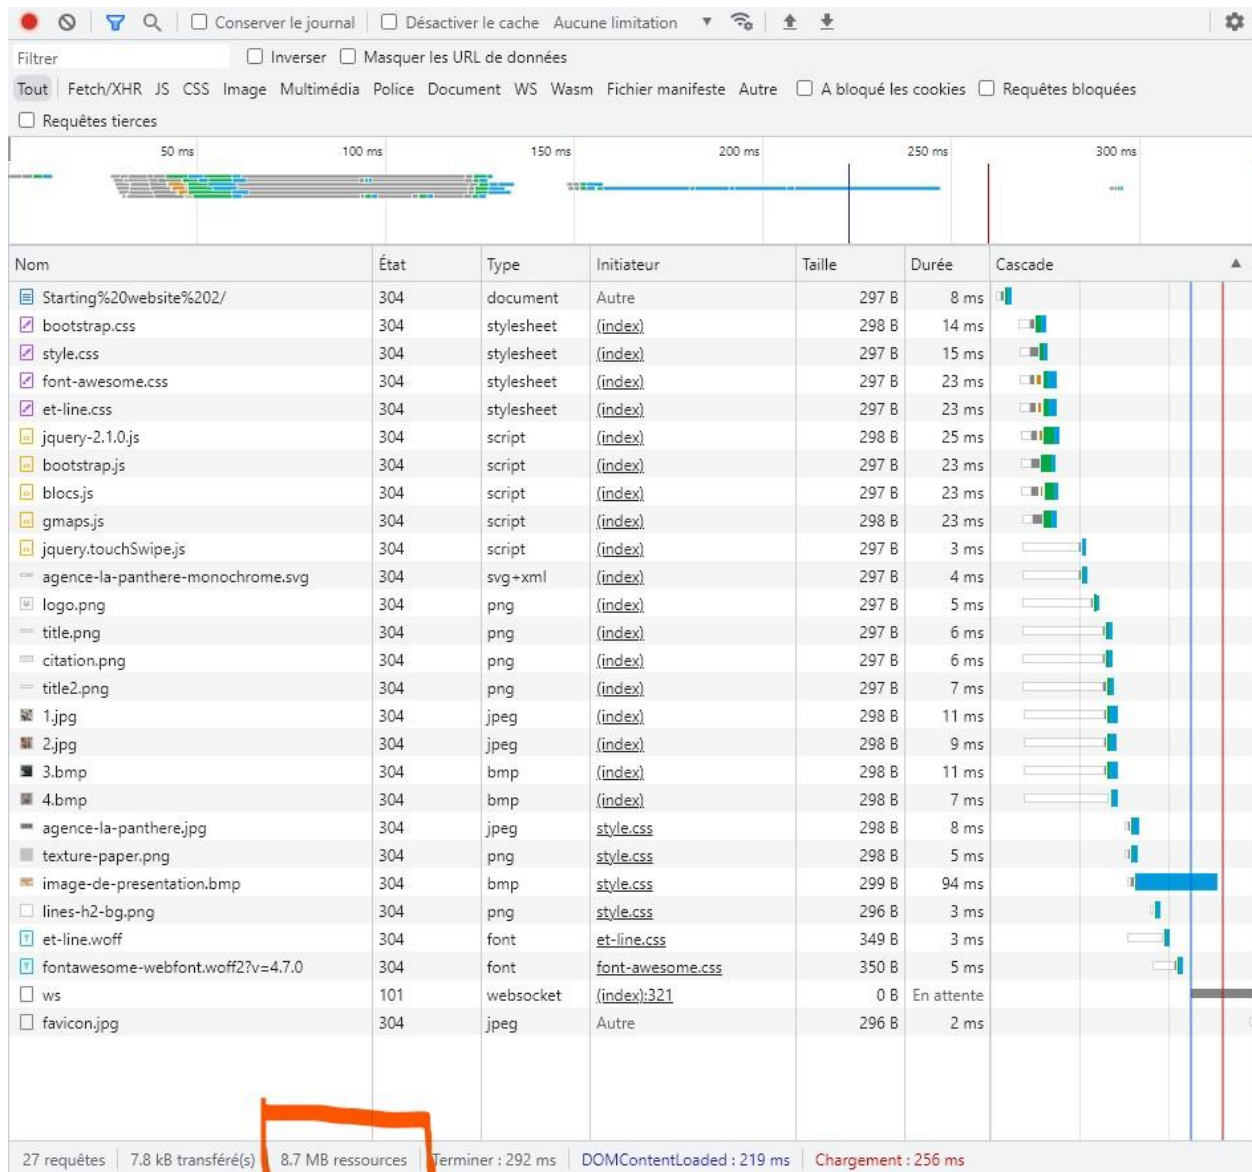 Conserver le journal Désactiver le cache Aucune limitation
Filtrer Inverser Masquer les URL de données
Tout Fetch/XHR JS CSS Image Multimédia Police Document WS Wasm Fichier manifeste Autre A bloqué les cookies Requêtes bloquées
Requêtes tierces
50 ms 100 ms 150 ms 200 ms 250 ms 300 ms
Nom État Type Initiateur Taille Durée Cascade
Starting%20website%202/ 304 document Autre 297 B 8 ms
bootstrap.css 304 stylesheet (index) 298 B 14 ms
style.css 304 stylesheet (index) 297 B 15 ms
font-awesome.css 304 stylesheet (index) 297 B 23 ms
et-line.css 304 stylesheet (index) 297 B 23 ms
jquery-2.1.0.js 304 script (index) 298 B 25 ms
bootstrap.js 304 script (index) 297 B 23 ms
blocs.js 304 script (index) 297 B 23 ms
gmaps.js 304 script (index) 298 B 23 ms
jquery.touchSwipe.js 304 script (index) 297 B 3 ms
agence-la-panthere-monochrome.svg 304 svg+xml (index) 297 B 4 ms
logo.png 304 png (index) 297 B 5 ms
title.png 304 png (index) 297 B 6 ms
citation.png 304 png (index) 297 B 6 ms
title2.png 304 png (index) 297 B 7 ms
1.jpg 304 jpeg (index) 298 B 11 ms
2.jpg 304 jpeg (index) 298 B 9 ms
3.bmp 304 bmp (index) 298 B 11 ms
4.bmp 304 bmp (index) 298 B 7 ms
agence-la-panthere.jpg 304 jpeg style.css 298 B 8 ms
texture-paper.png 304 png style.css 298 B 5 ms
image-de-presentation.bmp 304 bmp style.css 299 B 94 ms
lines-h2-bg.png 304 png style.css 296 B 3 ms
et-line.woff 304 font et-line.css 349 B 3 ms
fontawesome-webfont.woff2?v=4.7.0 304 font font-awesome.css 350 B 5 ms
ws 101 websocket (index):321 0 B En attente
favicon.jpg 304 jpeg Autre 296 B 2 ms
27 requêtes 7.8 kB transféré(s) 8.7 MB ressources Terminer : 292 ms DOMContentLoaded : 219 ms Chargement : 256 ms